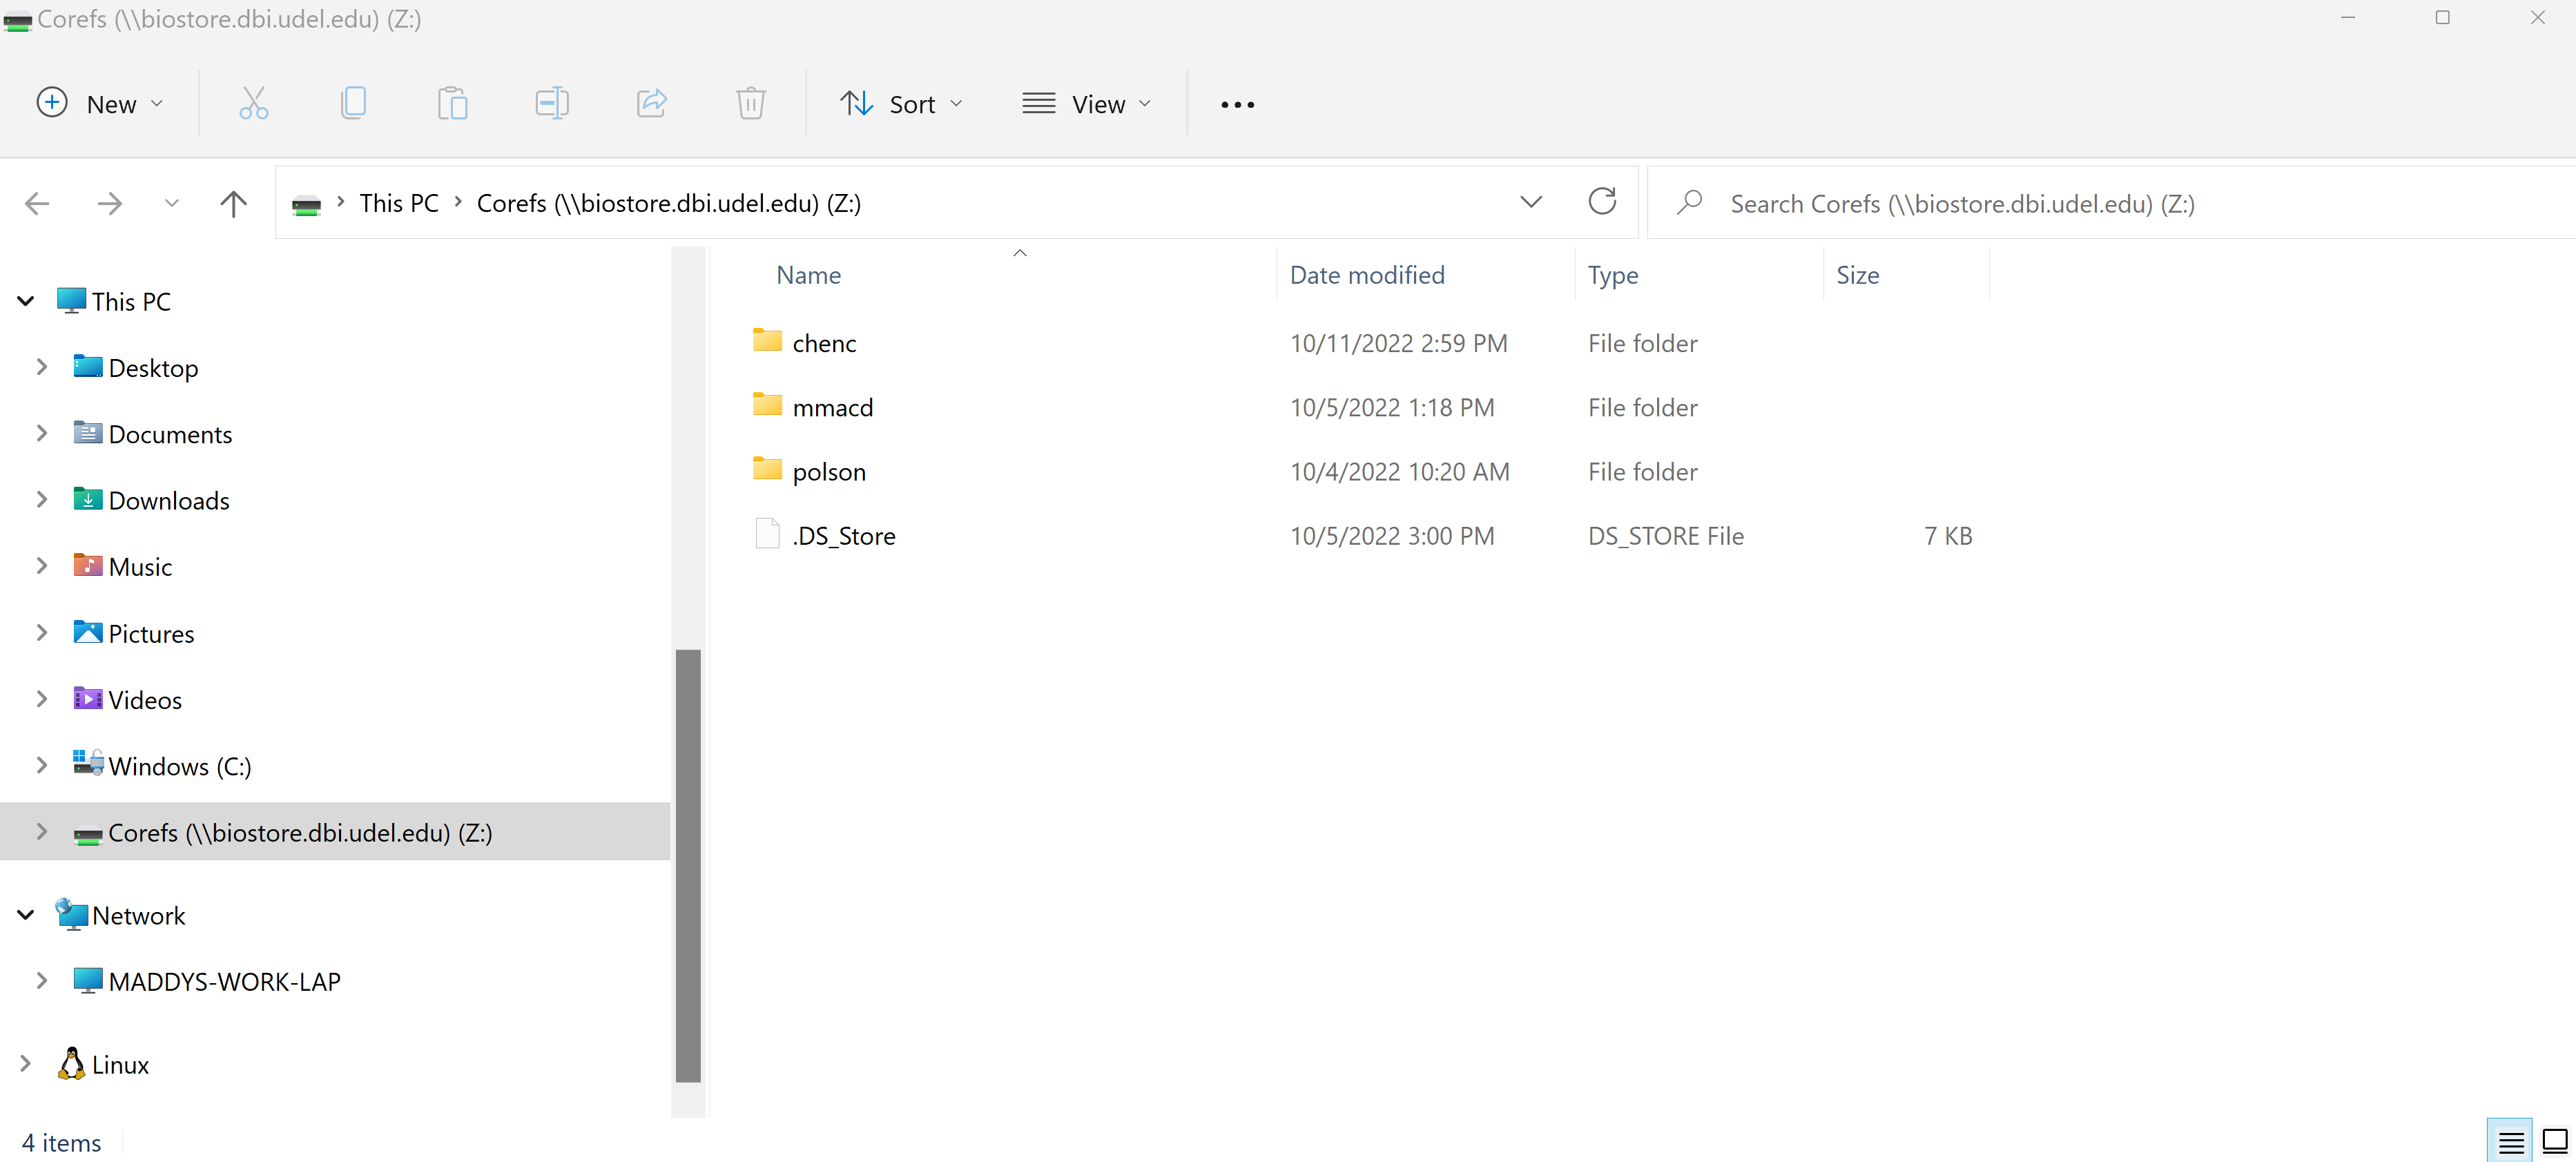 Corefs (\\biostore.dbi.udel.edu) (Z:)
New
Sort
View
This PC
Corefs (\\biostore.dbi.udel.edu) (Z:)
Search Corefs (\\biostore.dbi.udel.edu) (Z:)
This PC
Desktop
Documents
Downloads
Music
Pictures
Videos
Windows (C:)
Corefs (\\biostore.dbi.udel.edu) (Z:)
Network
MADDYS-WORK-LAP
Linux
Name Date modified Type Size
chenc 10/11/2022 2:59 PM File folder
mmacd 10/5/2022 1:18 PM File folder
polson 10/4/2022 10:20 AM File folder
.DS_Store 10/5/2022 3:00 PM DS_STORE File 7 KB
4 items